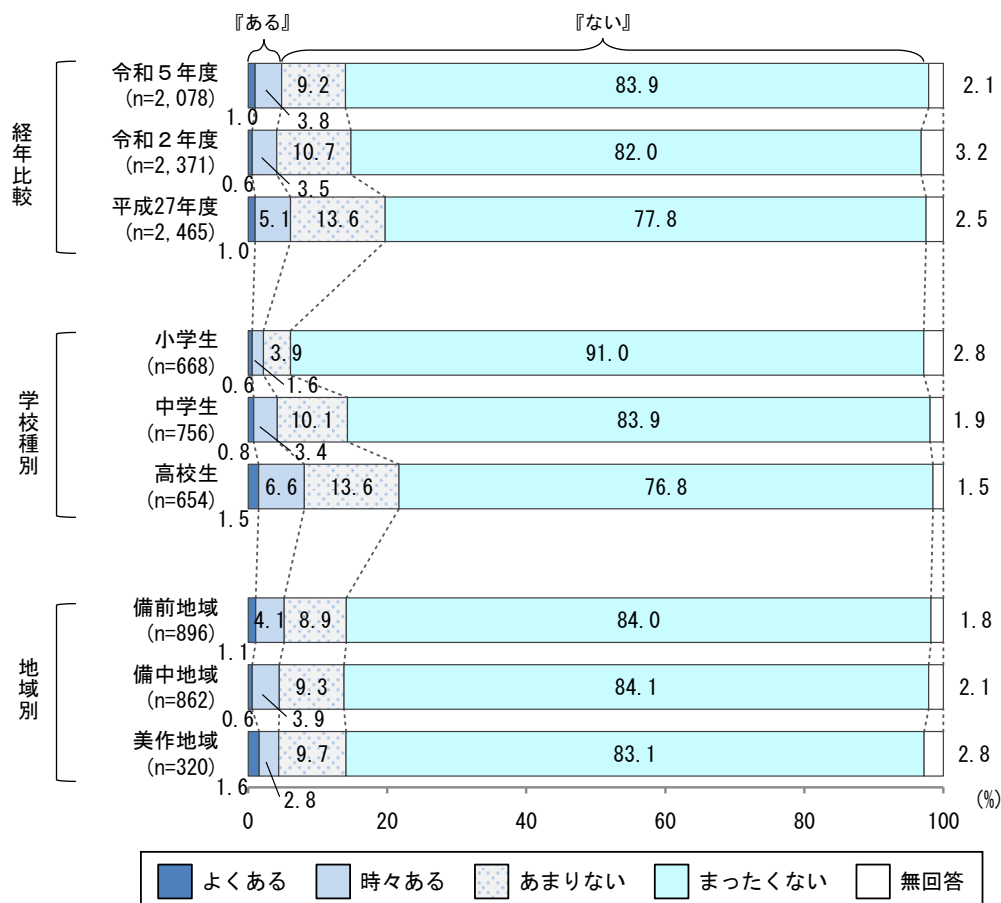 『ある』 『ない』
経年比較
令和5年度
(n=2,078)
1.0 3.8 9.2 83.9 2.1
令和2年度
(n=2,371)
0.6 3.5 10.7 82.0 3.2
平成27年度
(n=2,465)
1.0 5.1 13.6 77.8 2.5
学校種別
小学生
(n=668)
0.6 1.6 3.9 91.0 2.8
中学生
(n=756)
0.8 3.4 10.1 83.9 1.9
高校生
(n=654)
1.5 6.6 13.6 76.8 1.5
地域別
備前地域
(n=896)
1.1 4.1 8.9 84.0 1.8
備中地域
(n=862)
0.6 3.9 9.3 84.1 2.1
美作地域
(n=320)
1.6 2.8 9.7 83.1 2.8
0 20 40 60 80 100 (%)
よくある 時々ある あまりない まったくない 無回答